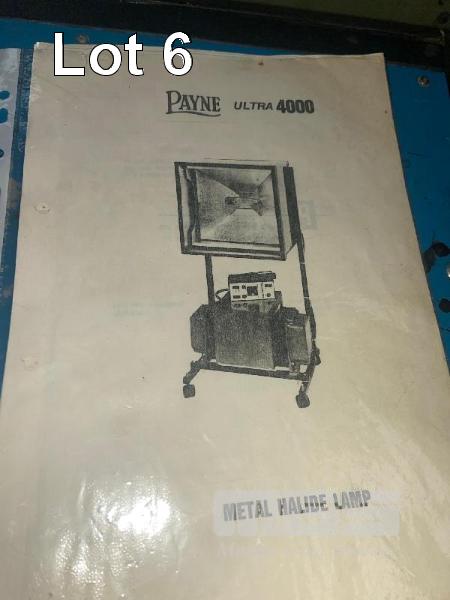 Lot 6
PAYNE ULTRA 4000
METAL HALIDE LAMP